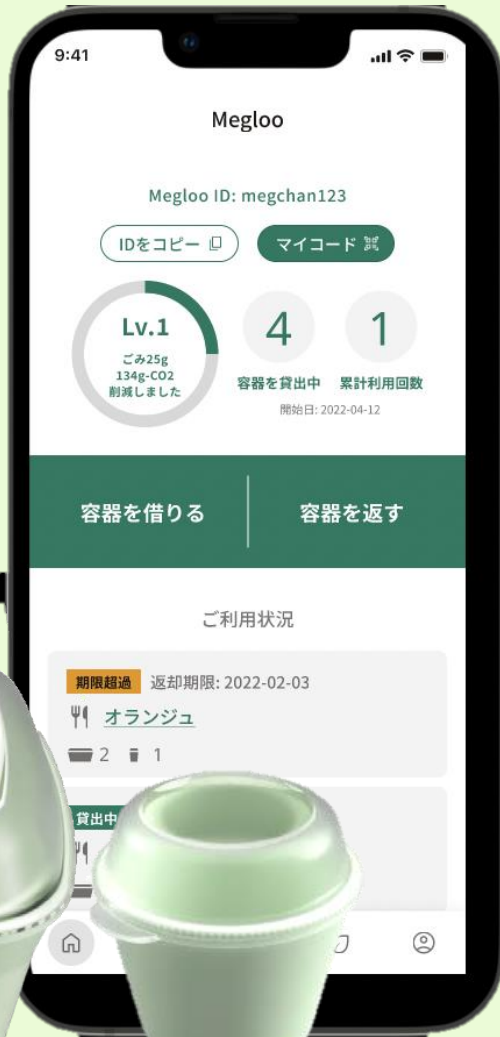 9:41
Megloo
Megloo ID: megchan123
IDをコピー
マイコード
Lv.1
ごみ25g
134g-CO2
削減しました
4
容器を貸出中
1
累計利用回数
開始日: 2022-04-12
容器を借りる
容器を返す
ご利用状況
期限超過 返却期限: 2022-02-03
オランジュ
2 1
貸出中